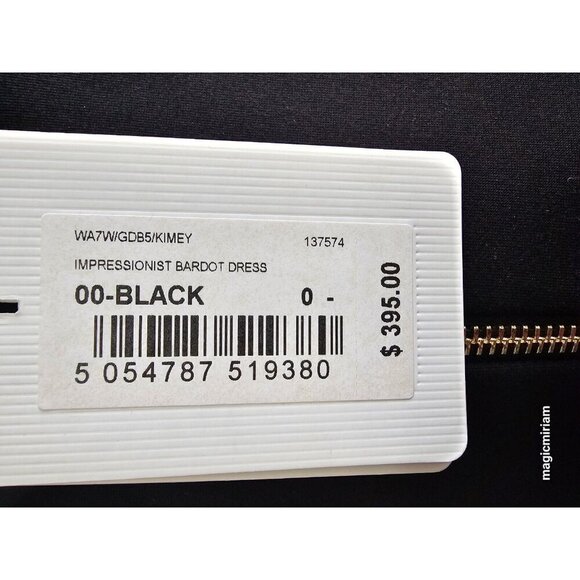 WA7W/GDB5/KIMEY 137574
IMPRESSIONIST BARDOT DRESS
00-BLACK 0 -
5 054787 519380
$ 395.00
magicmiriam